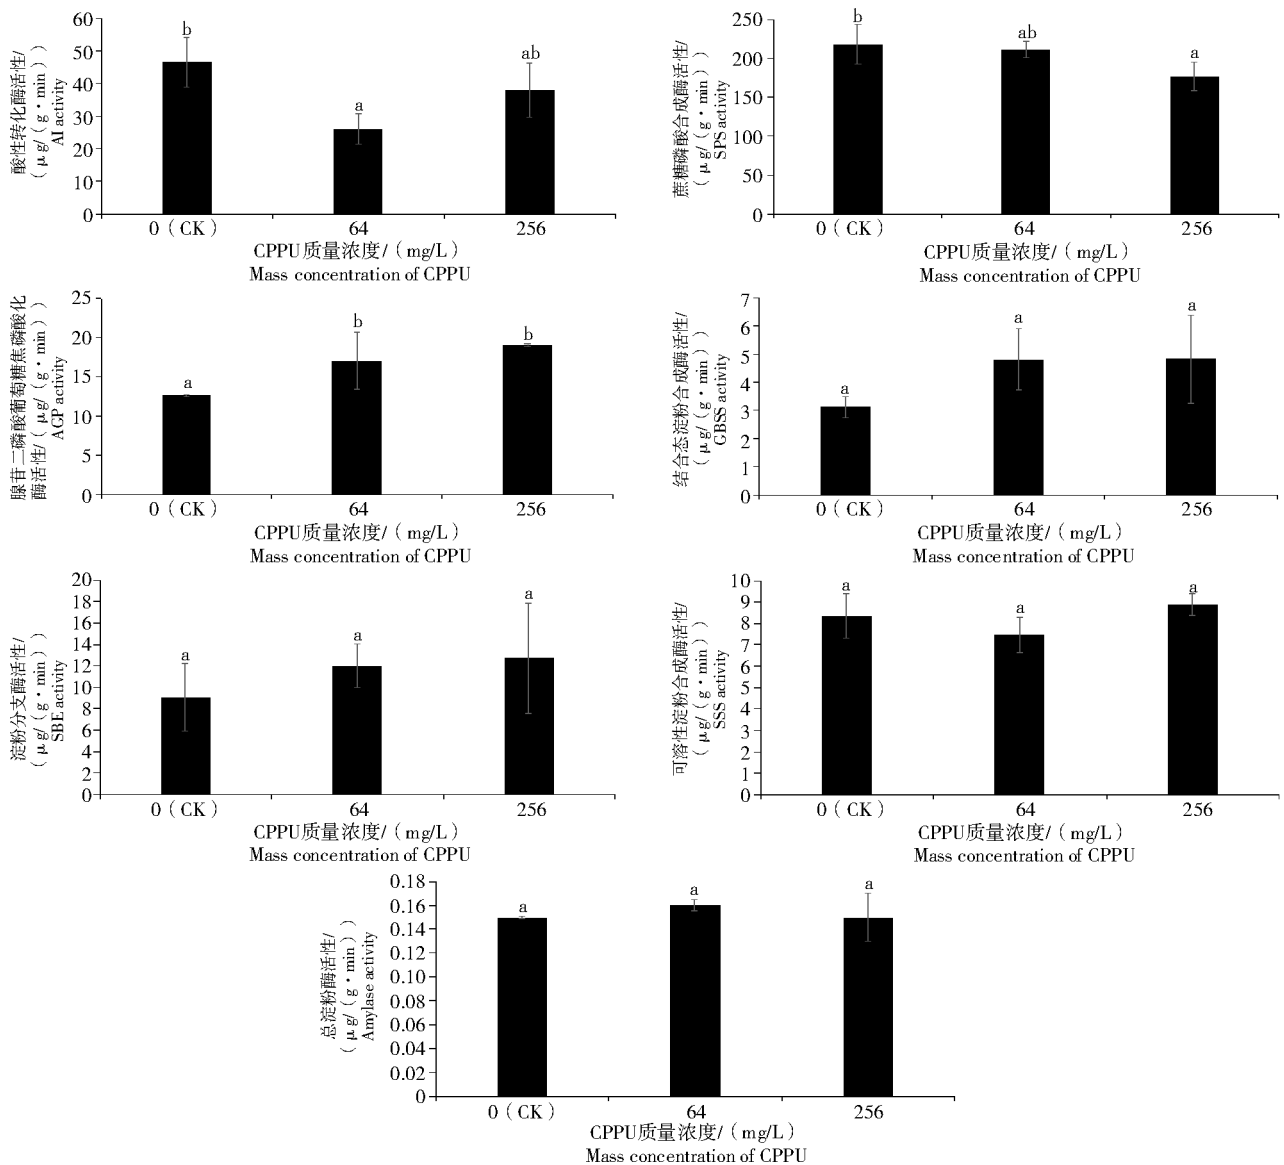 酸性转化酶活性/
（μg/（g·min））
AI activity
60
50
40
30
20
10
0
b
a
ab
0（CK）
64
256
CPPU质量浓度/（mg/L）
Mass concentration of CPPU
蔗糖磷酸合成酶活性/
（μg/（g·min））
SPS activity
250
200
150
100
50
0
b
ab
a
0（CK）
64
256
CPPU质量浓度/（mg/L）
Mass concentration of CPPU
腺苷二磷酸葡萄糖焦磷酸化
酶活性/（μg/（g·min））
AGP activity
25
20
15
10
5
0
a
b
b
0（CK）
64
256
CPPU质量浓度/（mg/L）
Mass concentration of CPPU
结合态淀粉合成酶活性/
（μg/（g·min））
GBSS activity
7
6
5
4
3
2
1
0
a
a
a
0（CK）
64
256
CPPU质量浓度/（mg/L）
Mass concentration of CPPU
淀粉分支酶活性/
（μg/（g·min））
SBE activity
20
18
16
14
12
10
8
6
4
2
0
a
a
a
0（CK）
64
256
CPPU质量浓度/（mg/L）
Mass concentration of CPPU
可溶性淀粉合成酶活性/
（μg/（g·min））
SSS activity
10
9
8
7
6
5
4
3
2
1
0
a
a
a
0（CK）
64
256
CPPU质量浓度/（mg/L）
Mass concentration of CPPU
总淀粉酶活性/
（μg/（g·min））
Amylase activity
0.18
0.16
0.14
0.12
0.10
0.08
0.06
0.04
0.02
0
a
a
a
0（CK）
64
256
CPPU质量浓度/（mg/L）
Mass concentration of CPPU